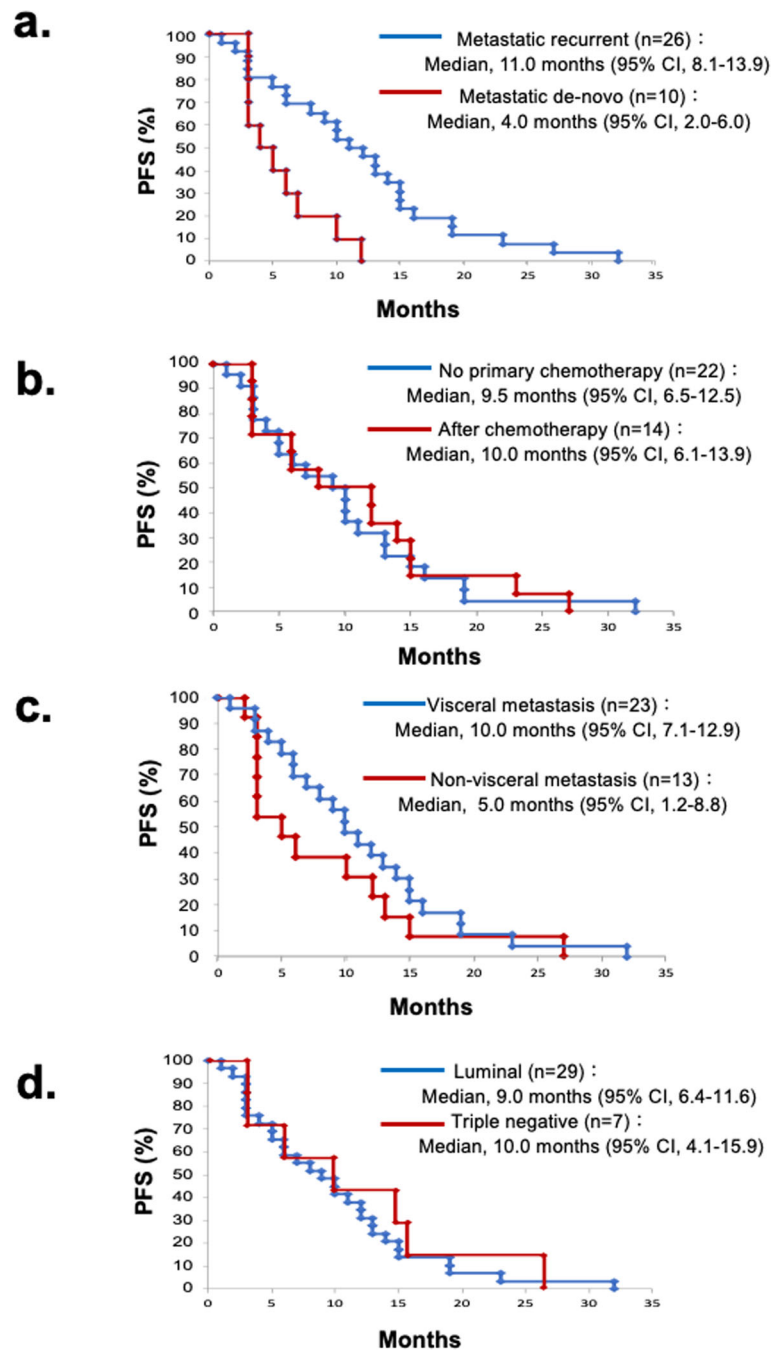 a.
Metastatic recurrent (n=26) :
Median, 11.0 months (95% CI, 8.1-13.9)
Metastatic de-novo (n=10) :
Median, 4.0 months (95% CI, 2.0-6.0)
PFS (%)
100
90
80
70
60
50
40
30
20
10
0
0 5 10 15 20 25 30 35
Months
b.
No primary chemotherapy (n=22) :
Median, 9.5 months (95% CI, 6.5-12.5)
After chemotherapy (n=14) :
Median, 10.0 months (95% CI, 6.1-13.9)
PFS (%)
100
90
80
70
60
50
40
30
20
10
0
0 5 10 15 20 25 30 35
Months
c.
Visceral metastasis (n=23) :
Median, 10.0 months (95% CI, 7.1-12.9)
Non-visceral metastasis (n=13) :
Median, 5.0 months (95% CI, 1.2-8.8)
PFS (%)
100
90
80
70
60
50
40
30
20
10
0
0 5 10 15 20 25 30 35
Months
d.
Luminal (n=29) :
Median, 9.0 months (95% CI, 6.4-11.6)
Triple negative (n=7) :
Median, 10.0 months (95% CI, 4.1-15.9)
PFS (%)
100
90
80
70
60
50
40
30
20
10
0
0 5 10 15 20 25 30 35
Months